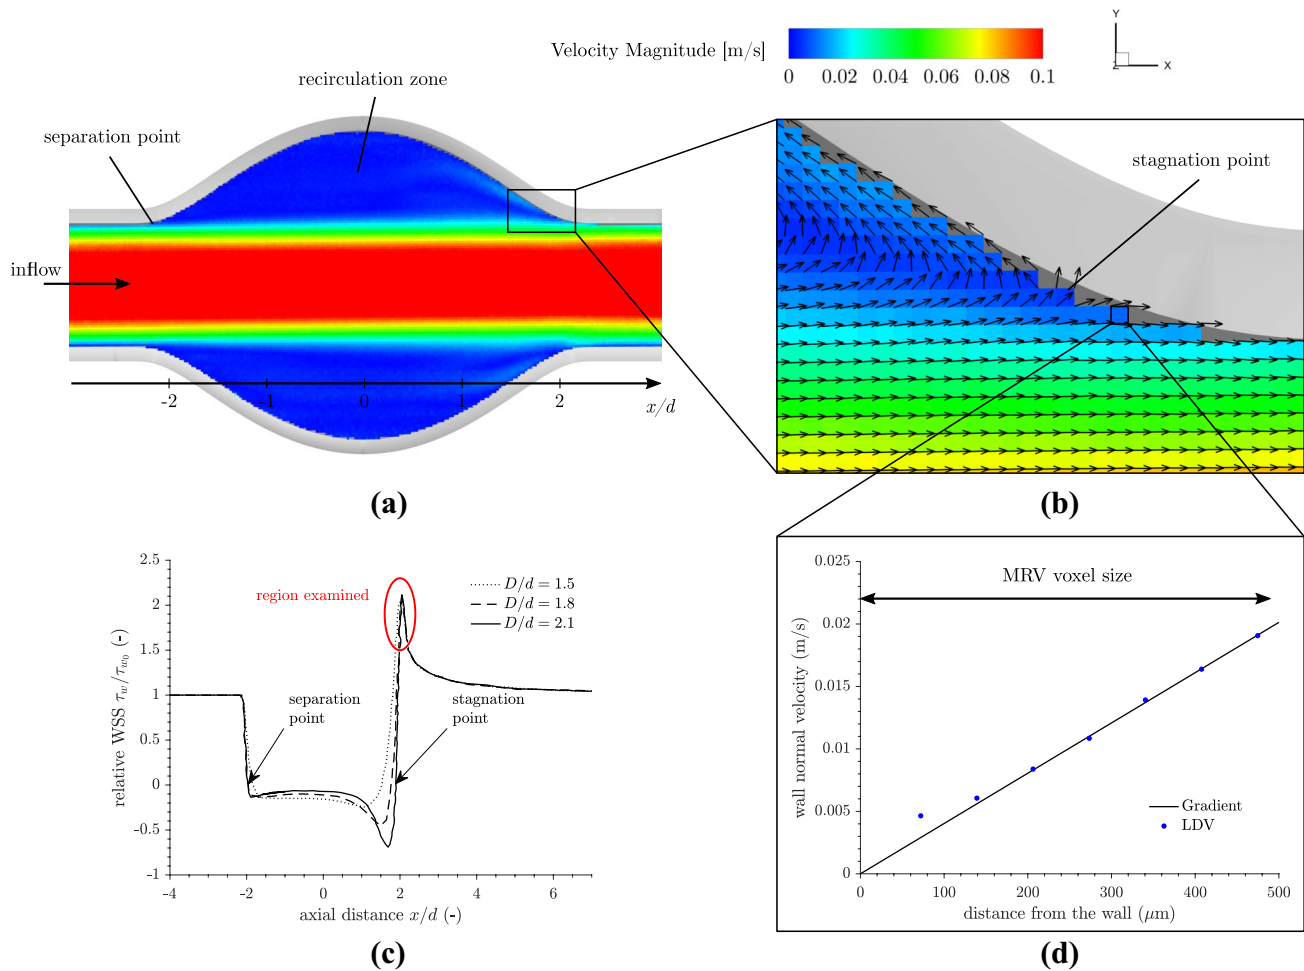 Velocity Magnitude [m/s]
0 0.02 0.04 0.06 0.08 0.1
Y
Z X
recirculation zone
separation point
inflow
-2 -1 0 1 2
x/d
(a)
stagnation point
(b)
relative WSS τw/τw0 (-)
2.5
2
1.5
1
0.5
0
-0.5
-1
-4 -2 0 2 4 6
axial distance x/d (-)
region examined
D/d = 1.5
D/d = 1.8
D/d = 2.1
separation
point
stagnation
point
(c)
wall normal velocity (m/s)
0.025
0.02
0.015
0.01
0.005
0
0 100 200 300 400 500
distance from the wall (μm)
MRV voxel size
Gradient
LDV
(d)